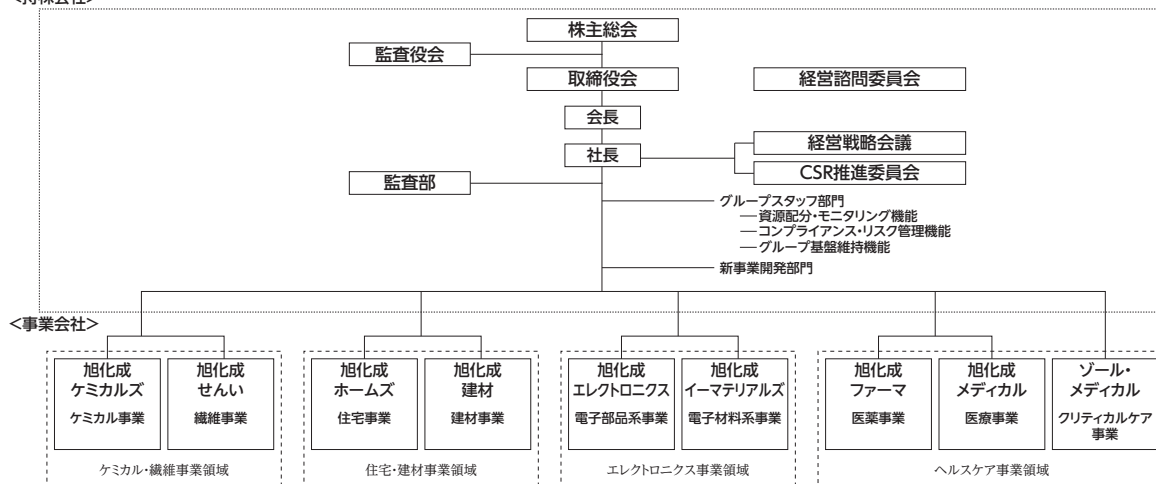 <持株会社>
株主総会
監査役会
取締役会
経営諮問委員会
会長
社長
経営戦略会議
CSR推進委員会
監査部
グループスタッフ部門
―資源配分・モニタリング機能
―コンプライアンス・リスク管理機能
―グループ基盤維持機能
新事業開発部門
<事業会社>
旭化成
ケミカルズ
ケミカル事業
旭化成
せんい
繊維事業
ケミカル・繊維事業領域
旭化成
ホームズ
住宅事業
旭化成
建材
建材事業
住宅・建材事業領域
旭化成
エレクトロニクス
電子部品系事業
旭化成
イーマテリアルズ
電子材料系事業
エレクトロニクス事業領域
旭化成
ファーマ
医薬事業
旭化成
メディカル
医療事業
ゾール・
メディカル
クリティカルケア
事業
ヘルスケア事業領域